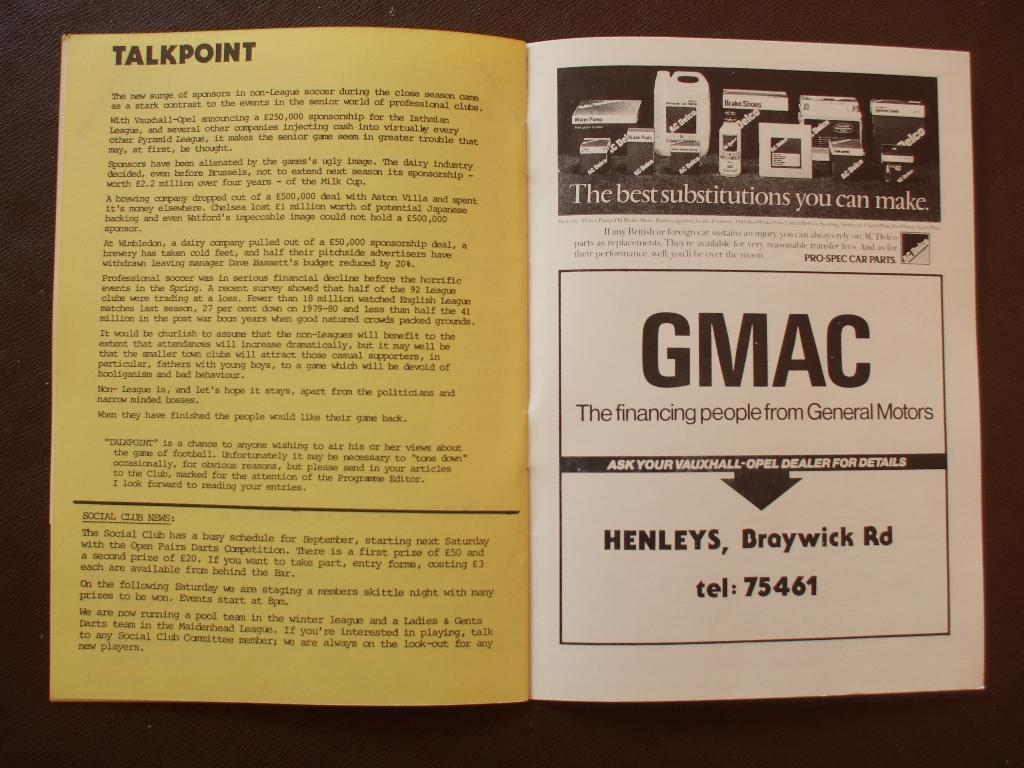 TALKPOINT
The new surge of sponsors in non-League soccer during the close season came
as a stark contrast to the events in the senior world of professional clubs.
With Vauxhall-Opel announcing a £250,000 sponsorship for the Isthmian
League, and several other companies injecting cash into virtually every
other Pyramid League, it makes the senior game seem in greater trouble that
may, at first, be thought.
Sponsors have been alienated by the games's ugly image. The dairy industry
decided, even before Brussels, not to extend next season its sponsorship -
worth £2.2 million over four years - of the Milk Cup.
A brewing company dropped out of a £500,000 deal with Aston Villa and spent
it's money elsewhere. Chelsea lost £1 million worth of potential Japanese
backing and even Watford's impeccable image could not hold a £500,000
sponsor.
At Wimbledon, a dairy company pulled out of a £50,000 sponsorship deal, a
brewery has taken cold feet, and half their pitchside advertisers have
withdrawn leaving manager Dave Bassett's budget reduced by 20%.
Professional soccer was in serious financial decline before the horrific
events in the Spring. A recent survey showed that half of the 92 League
clubs were trading at a loss. Fewer than 18 million watched English League
matches last season, 27 per cent down on 1979-80 and less than half the 41
million in the post war boom years when good natured crowds packed grounds.
It would be churlish to assume that the non-Leagues will benefit to the
extent that attendances will increase dramatically, but it may well be
that the smaller town clubs will attract those casual supporters, in
particular, fathers with young boys, to a game which will be devoid of
hooliganism and bad behaviour.
Non- League is, and let's hope it stays, apart from the politicians and
narrow minded bosses.
When they have finished the people would like their game back.
"TALKPOINT" is a chance to anyone wishing to air his or her views about
the game of football. Unfortunately it may be necessary to "tone down"
occasionally, for obvious reasons, but please send in your articles
to the Club, marked for the attention of the Programme Editor.
I look forward to reading your entries.
SOCIAL CLUB NEWS:
The Social Club has a busy schedule for September, starting next Saturday
with the Open Pairs Darts Competition. There is a first prize of £50 and
a second prize of £20. If you want to take part, entry forms, costing £3
each are available from behind the Bar.
On the following Saturday we are staging a members skittle night with many
prizes to be won. Events start at 8pm.
We are now running a pool team in the winter league and a Ladies & Gents
Darts team in the Maidenhead League. If you're interested in playing, talk
to any Social Club Committee member; we are always on the look-out for any
new players.
Water Pump
Brake Pads
Brake Shoes
AC Delco
The best substitutions you can make.
If any British or foreign car sustains an injury, you can always rely on AC Delco
parts as replacements. They're available for very reasonable transfer fees. And as for
their performance, well, you'll be over the moon.
PRO-SPEC CAR PARTS.
AC Delco
GMAC
The financing people from General Motors
ASK YOUR VAUXHALL-OPEL DEALER FOR DETAILS
HENLEYS, Braywick Rd
tel: 75461